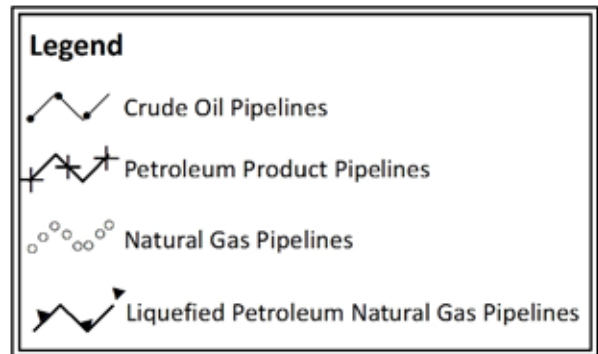 Legend
Crude Oil Pipelines
Petroleum Product Pipelines
Natural Gas Pipelines
Liquefied Petroleum Natural Gas Pipelines